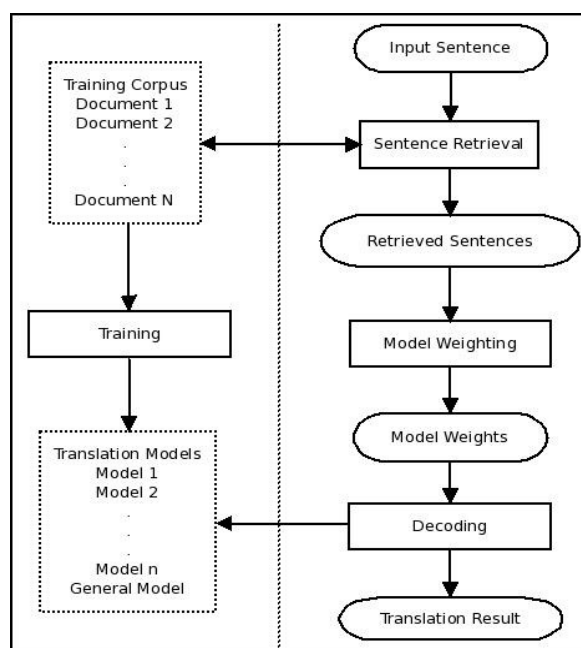 Training Corpus
Document 1
Document 2
.
.
.
Document N
Training
Translation Models
Model 1
Model 2
.
.
.
Model n
General Model
Input Sentence
Sentence Retrieval
Retrieved Sentences
Model Weighting
Model Weights
Decoding
Translation Result